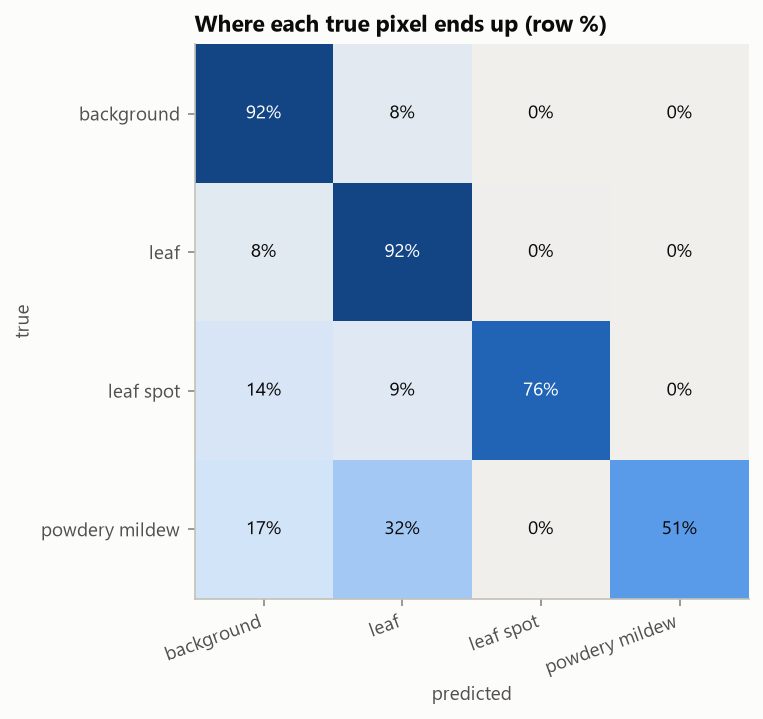 Where each true pixel ends up (row %)
true
background
92%
8%
0%
0%
leaf
8%
92%
0%
0%
leaf spot
14%
9%
76%
0%
powdery mildew
17%
32%
0%
51%
background
leaf
leaf spot
powdery mildew
predicted